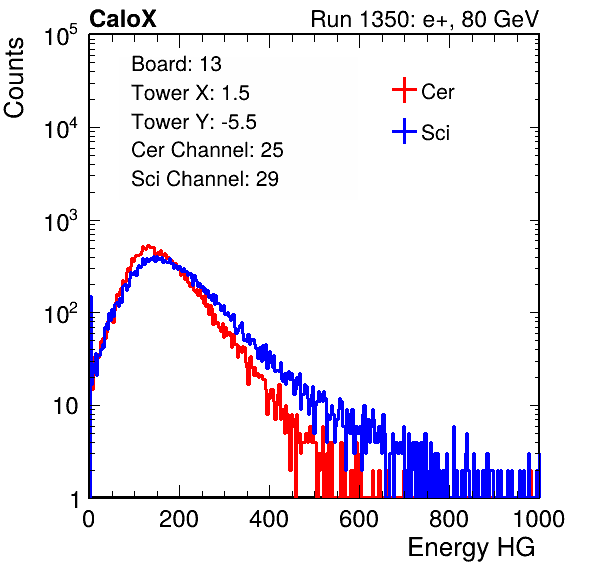 CaloX Run 1350: e+, 80 GeV
Counts
10^5
10^4
10^3
10^2
10
1
Board: 13
Tower X: 1.5
Tower Y: -5.5
Cer Channel: 25
Sci Channel: 29
Cer
Sci
0 200 400 600 800 1000
Energy HG